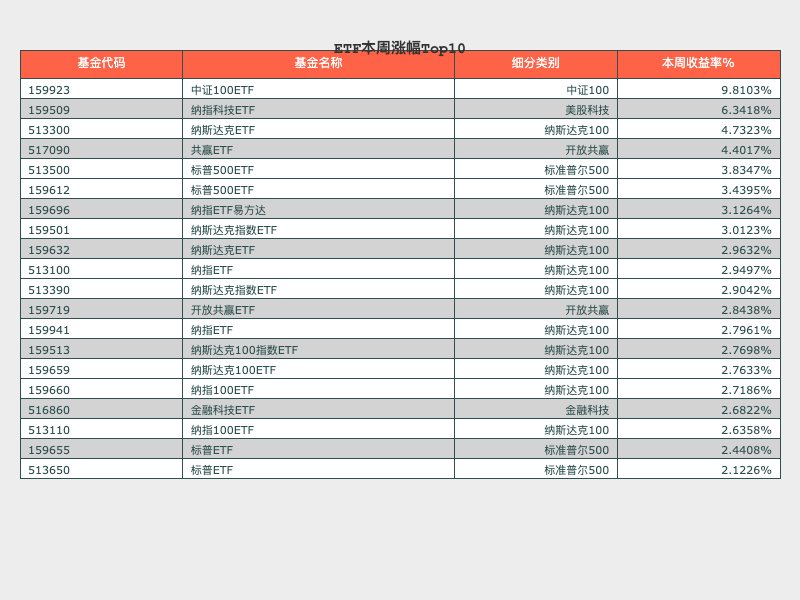 ETF本周涨幅Top10
基金代码 基金名称 细分类别 本周收益率%
159923 中证100ETF 中证100 9.8103%
159509 纳指科技ETF 美股科技 6.3418%
513300 纳斯达克ETF 纳斯达克100 4.7323%
517090 共赢ETF 开放共赢 4.4017%
513500 标普500ETF 标准普尔500 3.8347%
159612 标普500ETF 标准普尔500 3.4395%
159696 纳指ETF易方达 纳斯达克100 3.1264%
159501 纳斯达克指数ETF 纳斯达克100 3.0123%
159632 纳斯达克ETF 纳斯达克100 2.9632%
513100 纳指ETF 纳斯达克100 2.9497%
513390 纳斯达克指数ETF 纳斯达克100 2.9042%
159719 开放共赢ETF 开放共赢 2.8438%
159941 纳指ETF 纳斯达克100 2.7961%
159513 纳斯达克100指数ETF 纳斯达克100 2.7698%
159659 纳斯达克100ETF 纳斯达克100 2.7633%
159660 纳指100ETF 纳斯达克100 2.7186%
516860 金融科技ETF 金融科技 2.6822%
513110 纳指100ETF 纳斯达克100 2.6358%
159655 标普ETF 标准普尔500 2.4408%
513650 标普ETF 标准普尔500 2.1226%